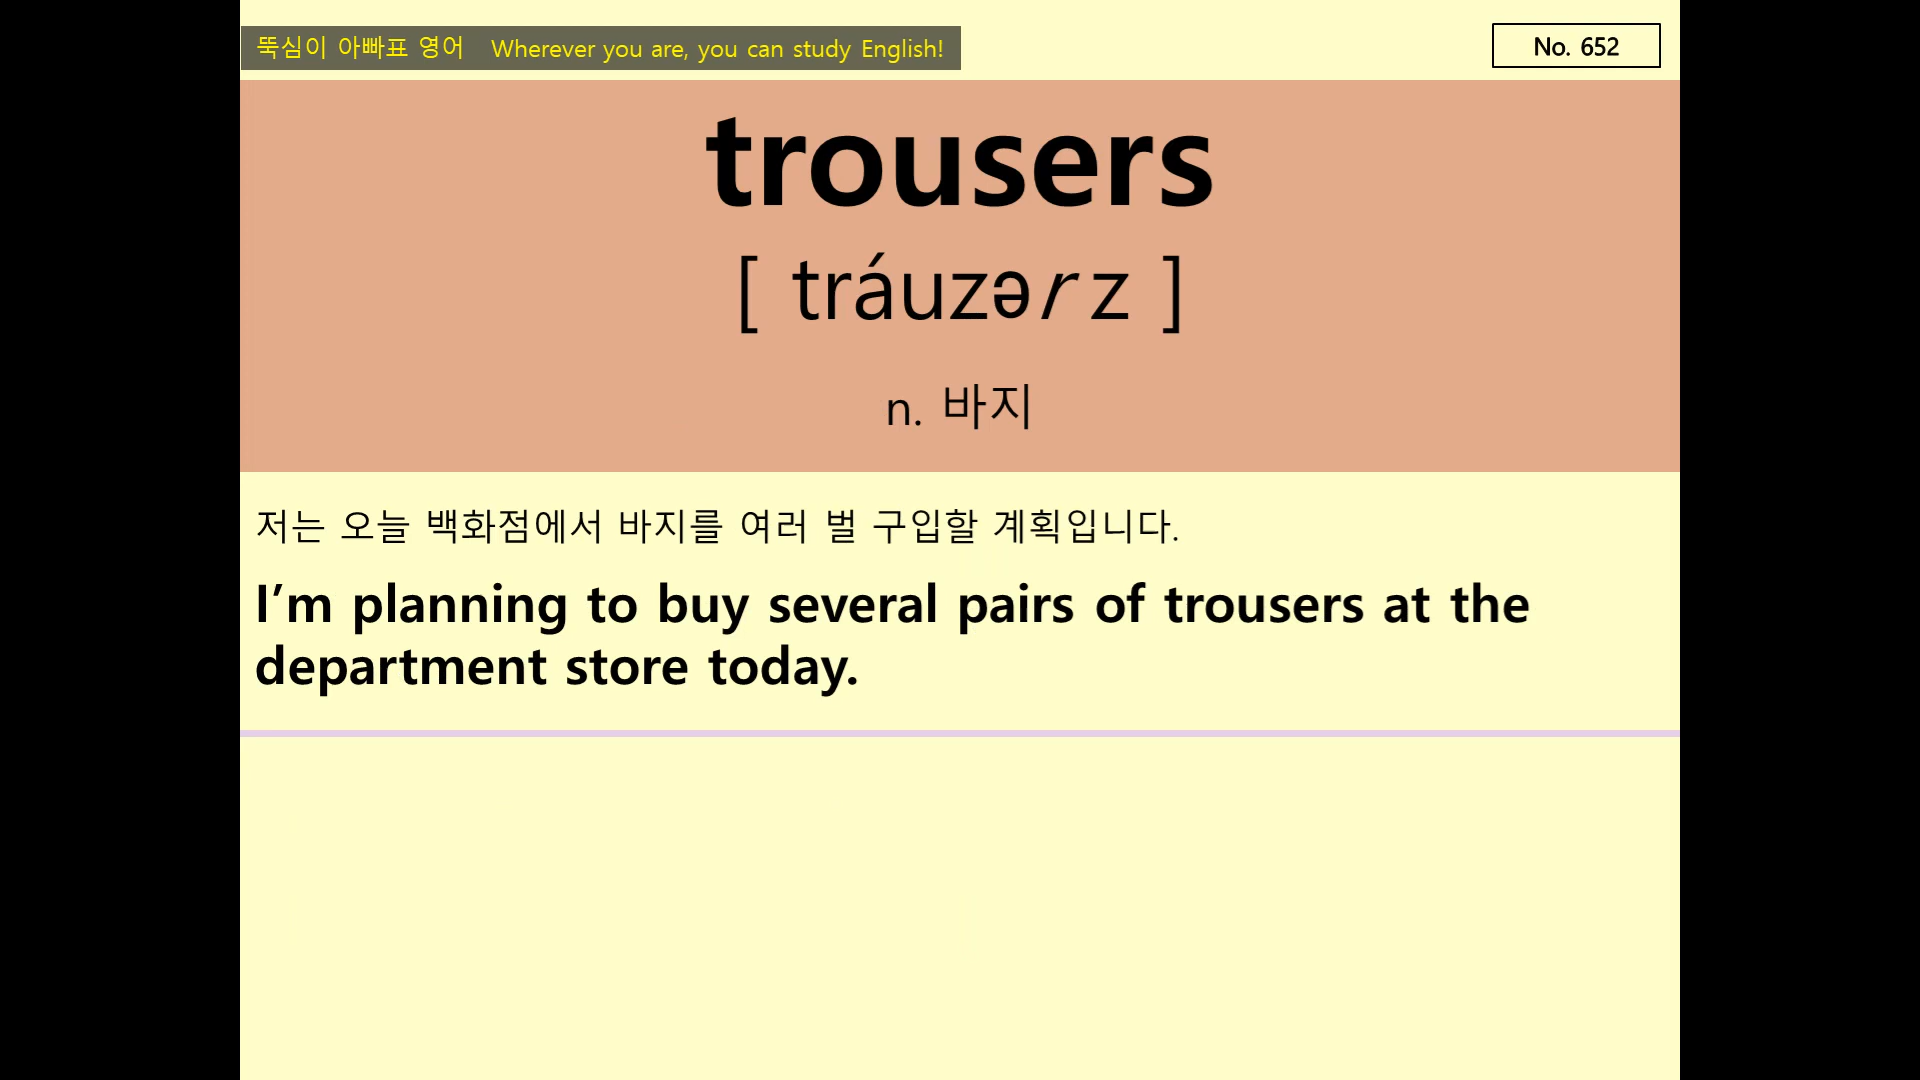 뚝심이 아빠표 영어 Wherever you are, you can study English!
No. 652
trousers
[ tráuzərz ]
n. 바지
저는 오늘 백화점에서 바지를 여러 벌 구입할 계획입니다.
I’m planning to buy several pairs of trousers at the
department store today.